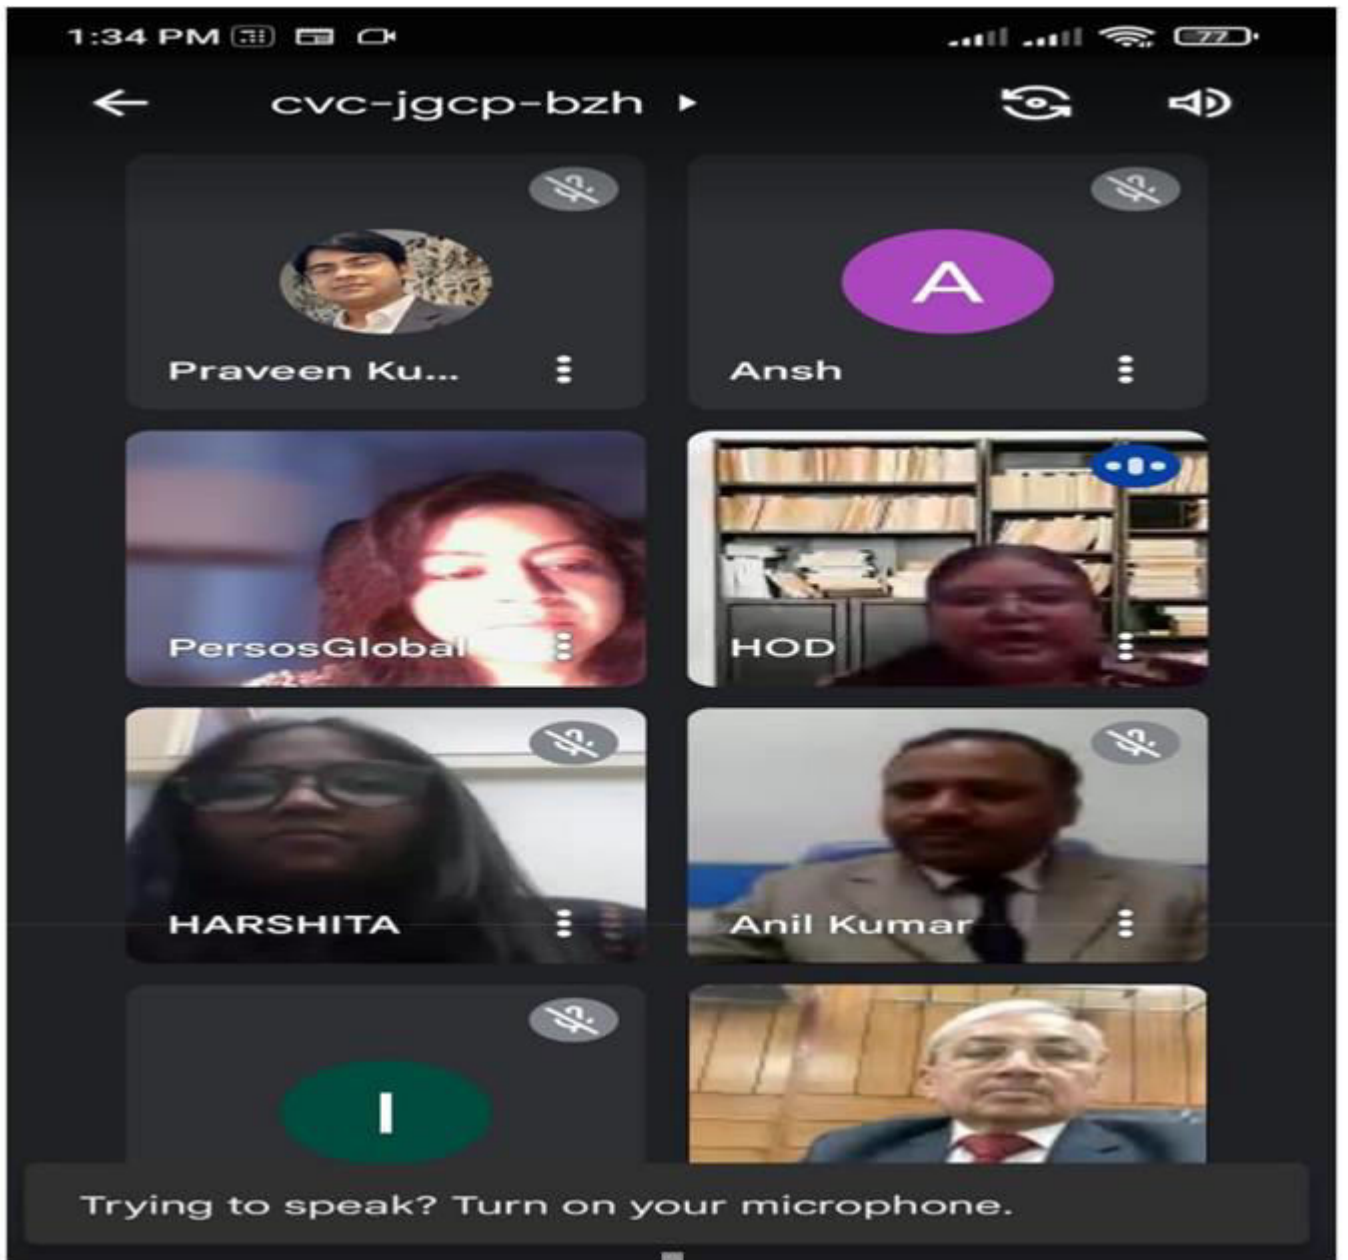 1:34 PM 77
cvc-jgcp-bzh
A
Praveen Ku...
Ansh
PersosGlobal
HOD
HARSHITA
Anil Kumar
I
Trying to speak? Turn on your microphone.